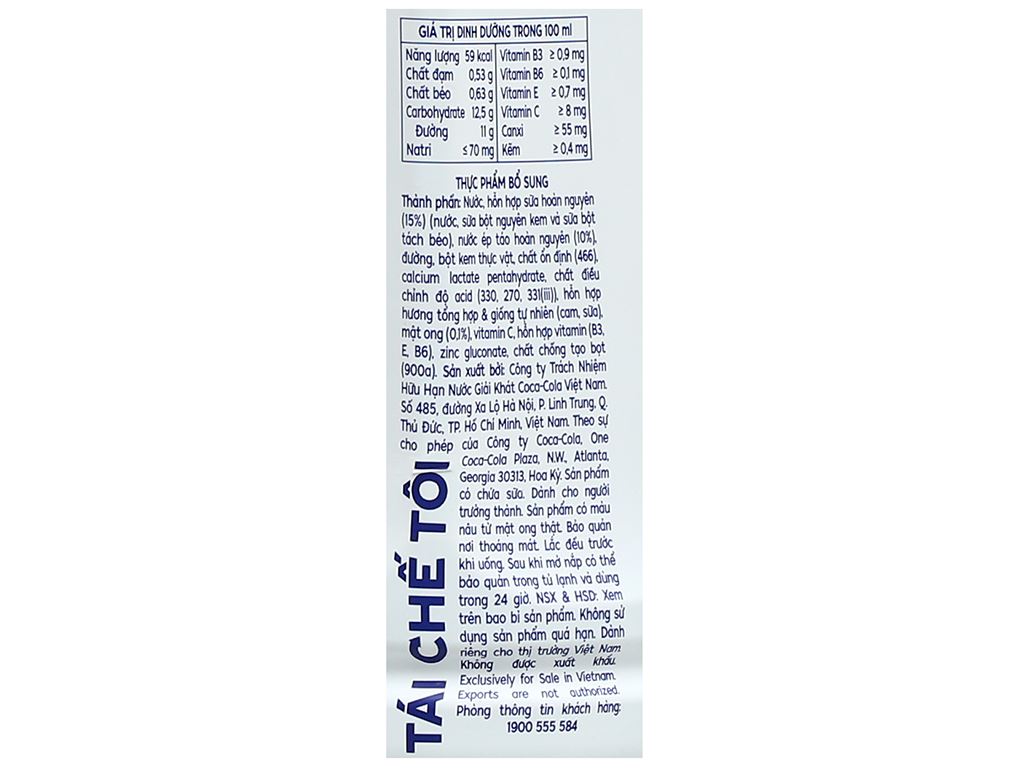 GIÁ TRỊ DINH DƯỠNG TRONG 100 ml
Năng lượng 59 kcal Vitamin B3 ≥ 0,9 mg
Chất đạm 0,53 g Vitamin B6 ≥ 0,1 mg
Chất béo 0,63 g Vitamin E ≥ 0,7 mg
Carbohydrate 12,5 g Vitamin C ≥ 8 mg
Đường 11 g Canxi ≥ 55 mg
Natri ≤ 70 mg Kẽm ≥ 0,4 mg
THỰC PHẨM BỔ SUNG
Thành phần: Nước, hỗn hợp sữa hoàn nguyên
(15%) (nước, sữa bột nguyên kem và sữa bột
tách béo), nước ép táo hoàn nguyên (10%),
đường, bột kem thực vật, chất ổn định (466),
calcium lactate pentahydrate, chất điều
chỉnh độ acid (330, 270, 331(iii)), hỗn hợp
hương tổng hợp & giống tự nhiên (cam, sữa),
mật ong (0,1%), vitamin C, hỗn hợp vitamin (B3,
E, B6), zinc gluconate, chất chống tạo bọt
(900a). Sản xuất bởi: Công ty Trách Nhiệm
Hữu Hạn Nước Giải Khát Coca-Cola Việt Nam.
Số 485, đường Xa Lộ Hà Nội, P. Linh Trung, Q.
Thủ Đức, TP. Hồ Chí Minh, Việt Nam. Theo sự
cho phép của Công ty Coca-Cola, One
Coca-Cola Plaza, N.W., Atlanta,
Georgia 30313, Hoa Kỳ. Sản phẩm
có chứa sữa. Dành cho người
trưởng thành. Sản phẩm có màu
nâu từ mật ong thật. Bảo quản
nơi thoáng mát. Lắc đều trước
khi uống. Sau khi mở nắp có thể
bảo quản trong tủ lạnh và dùng
trong 24 giờ. NSX & HSD: Xem
trên bao bì sản phẩm. Không sử
dụng sản phẩm quá hạn. Dành
riêng cho thị trường Việt Nam.
Không được xuất khẩu.
Exclusively for Sale in Vietnam.
Exports are not authorized.
Phòng thông tin khách hàng:
1900 555 584
TÁI CHẾ TÔI